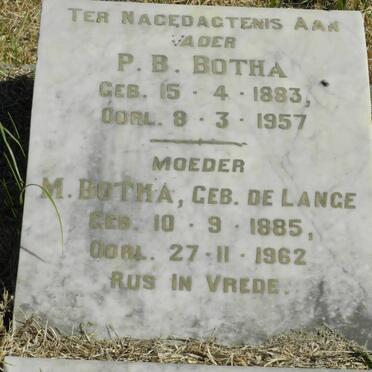 Ter Nagedagtenis Aan
Vader
P. B. Botha
Geb. 15 - 4 - 1883,
Oorl. 8 - 3 - 1957
Moeder
M. Botha, Geb. de Lange
Geb. 10 - 9 - 1885,
Oorl. 27 - 11 - 1962
Rus in Vrede.